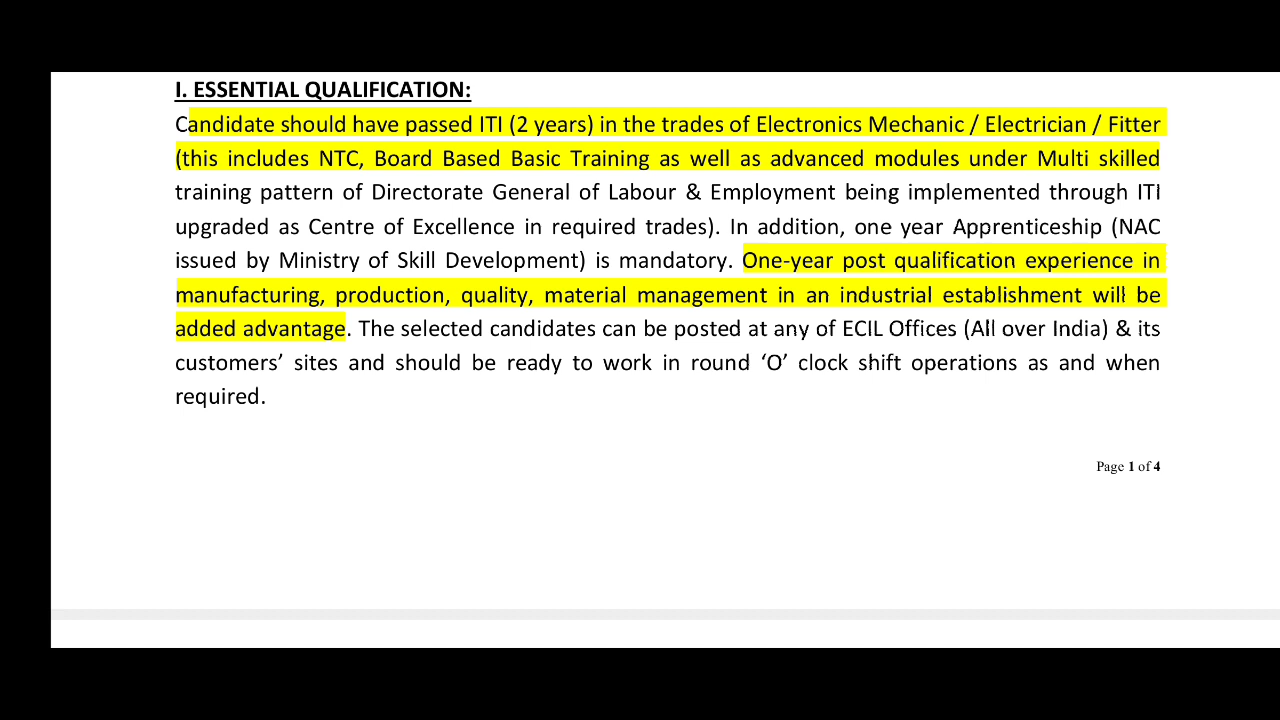 I. ESSENTIAL QUALIFICATION:
Candidate should have passed ITI (2 years) in the trades of Electronics Mechanic / Electrician / Fitter
(this includes NTC, Board Based Basic Training as well as advanced modules under Multi skilled
training pattern of Directorate General of Labour & Employment being implemented through ITI
upgraded as Centre of Excellence in required trades). In addition, one year Apprenticeship (NAC
issued by Ministry of Skill Development) is mandatory. One-year post qualification experience in
manufacturing, production, quality, material management in an industrial establishment will be
added advantage. The selected candidates can be posted at any of ECIL Offices (All over India) & its
customers’ sites and should be ready to work in round ‘O’ clock shift operations as and when
required.
Page 1 of 4